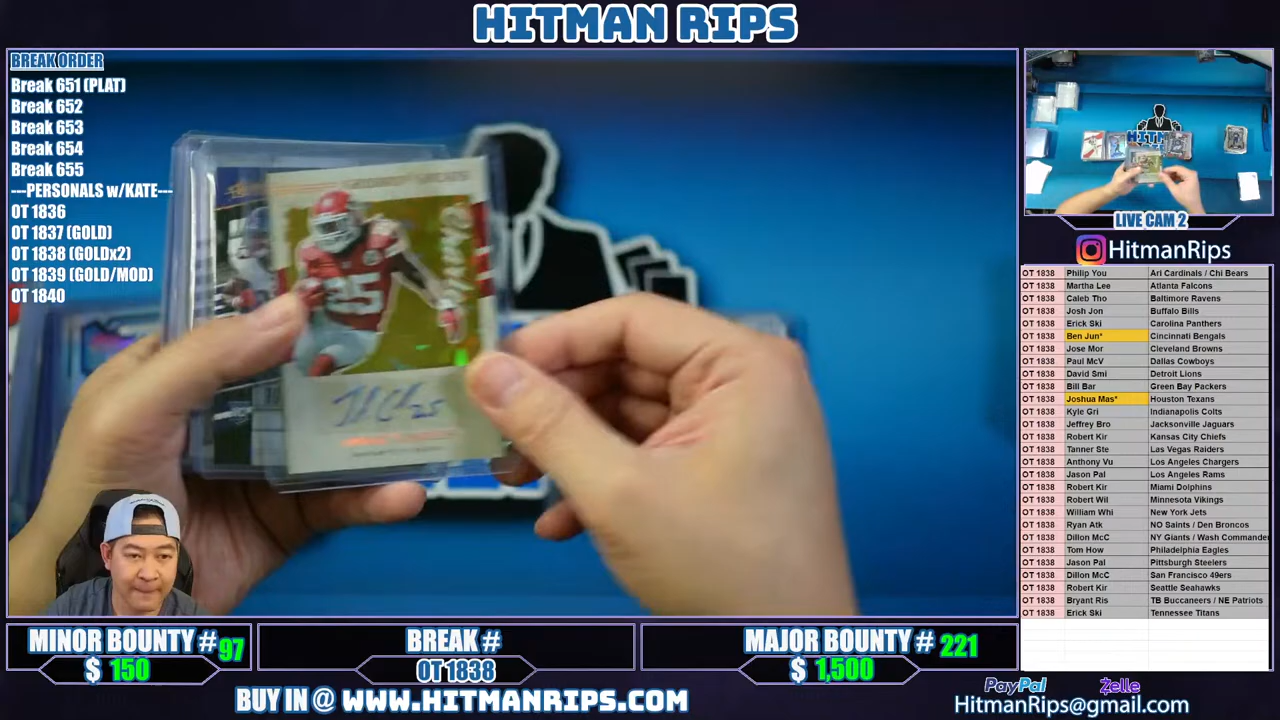 HITMAN RIPS
BREAK ORDER
Break 651 (PLAT)
Break 652
Break 653
Break 654
Break 655
---PERSONALS w/KATE---
OT 1836
OT 1837 (GOLD)
OT 1838 (GOLDx2)
OT 1839 (GOLD/MOD)
OT 1840
25
LIVE CAM 2
HitmanRips
OT 1838 Philip You Ari Cardinals / Chi Bears
OT 1838 Martha Lee Atlanta Falcons
OT 1838 Caleb Tho Baltimore Ravens
OT 1838 Josh Jon Buffalo Bills
OT 1838 Erick Ski Carolina Panthers
OT 1838 Ben Jun* Cincinnati Bengals
OT 1838 Jose Mor Cleveland Browns
OT 1838 Paul McV Dallas Cowboys
OT 1838 David Smi Detroit Lions
OT 1838 Bill Bar Green Bay Packers
OT 1838 Joshua Mas* Houston Texans
OT 1838 Kyle Gri Indianapolis Colts
OT 1838 Jeffrey Bro Jacksonville Jaguars
OT 1838 Robert Kir Kansas City Chiefs
OT 1838 Tanner Ste Las Vegas Raiders
OT 1838 Anthony Vu Los Angeles Chargers
OT 1838 Jason Pal Los Angeles Rams
OT 1838 Robert Kir Miami Dolphins
OT 1838 Robert Wil Minnesota Vikings
OT 1838 William Whi New York Jets
OT 1838 Ryan Atk NO Saints / Den Broncos
OT 1838 Dillon McC NY Giants / Wash Commande
OT 1838 Tom How Philadelphia Eagles
OT 1838 Jason Pal Pittsburgh Steelers
OT 1838 Dillon McC San Francisco 49ers
OT 1838 Robert Kir Seattle Seahawks
OT 1838 Bryant Ris TB Buccaneers / NE Patriots
OT 1838 Erick Ski Tennessee Titans
MINOR BOUNTY # 97
$ 150
BREAK #
OT 1838
MAJOR BOUNTY # 221
$ 1,500
BUY IN @ WWW.HITMANRIPS.COM
PayPal Zelle
HitmanRips@gmail.com